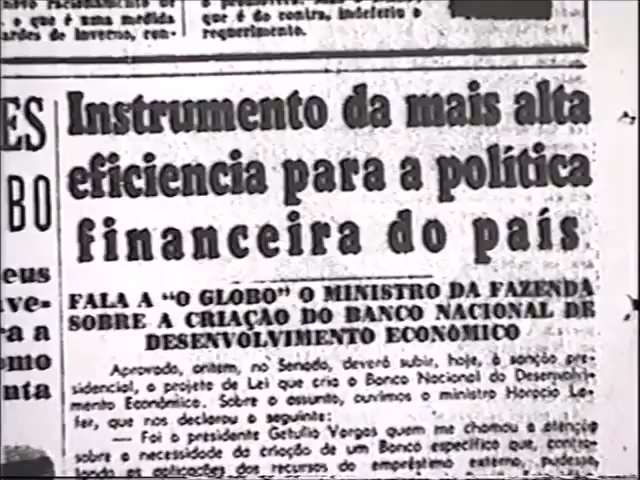 o que é uma medida
ardes de inverno, con-
que é do contra, indeferiu o
requerimento.
ES
BO
eus
ve-
ra a
omo
nta
Instrumento da mais alta
eficiencia para a política
financeira do país
FALA A "O GLOBO" O MINISTRO DA FAZENDA
SOBRE A CRIAÇÃO DO BANCO NACIONAL DE
DESENVOLVIMENTO ECONÔMICO
Aprovado, ontem, no Senado, deverá subir, hoje, à sanção pre-
sidencial, o projeto de Lei que cria o Banco Nacional do Desenvolvi-
mento Econômico. Sobre o assunto, ouvimos o ministro Horacio La-
fer, que nos declarou o seguinte:
— Foi o presidente Getulio Vargas quem me chamou a atenção
sobre a necessidade da criação de um Banco específico que, contro-
lando as aplicações dos recursos do empréstimo externo, pudesse,